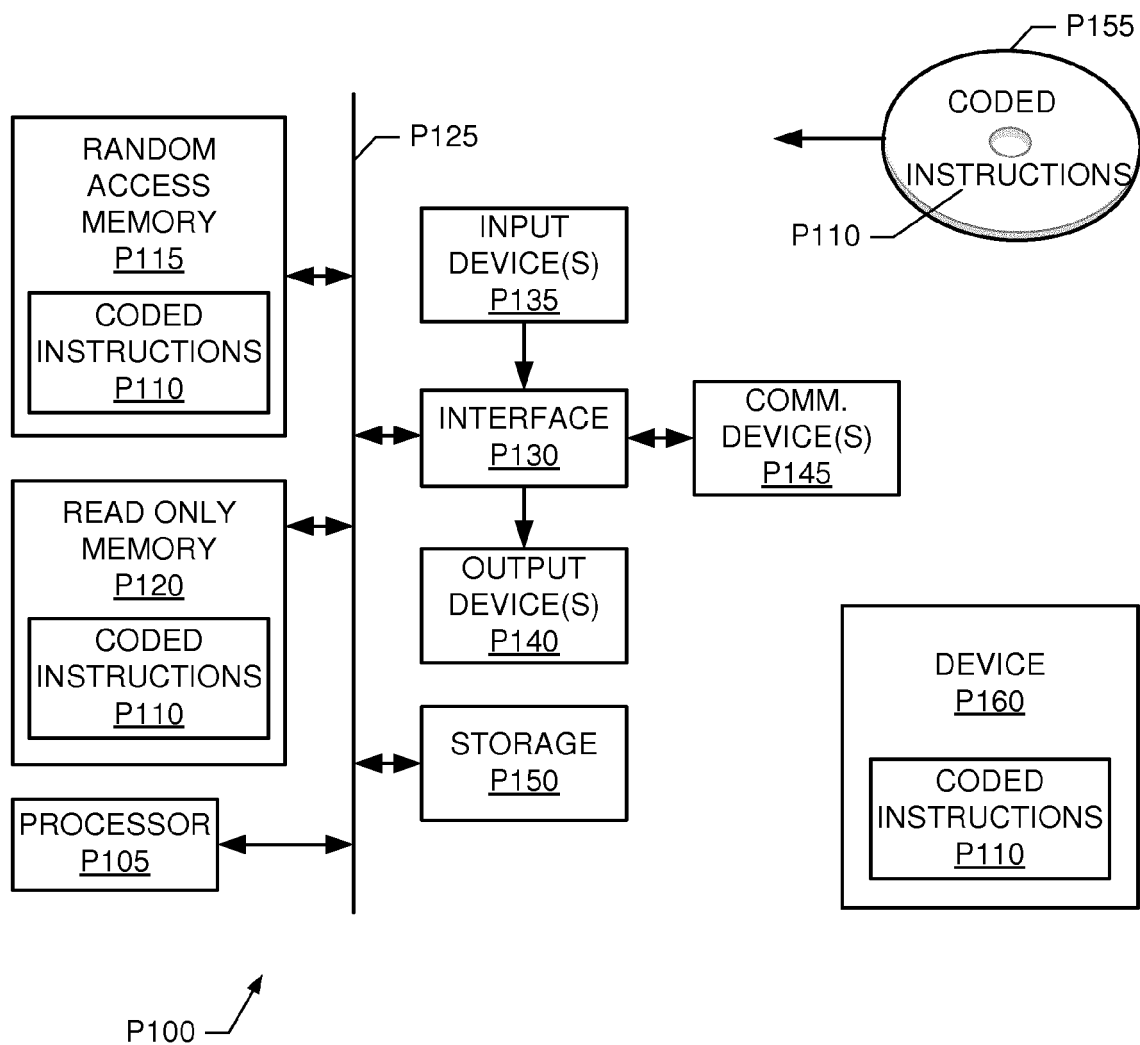 P155
CODED
INSTRUCTIONS
P110
P125
RANDOM
ACCESS
MEMORY
P115
CODED
INSTRUCTIONS
P110
INPUT
DEVICE(S)
P135
INTERFACE
P130
COMM.
DEVICE(S)
P145
READ ONLY
MEMORY
P120
CODED
INSTRUCTIONS
P110
OUTPUT
DEVICE(S)
P140
STORAGE
P150
PROCESSOR
P105
DEVICE
P160
CODED
INSTRUCTIONS
P110
P100